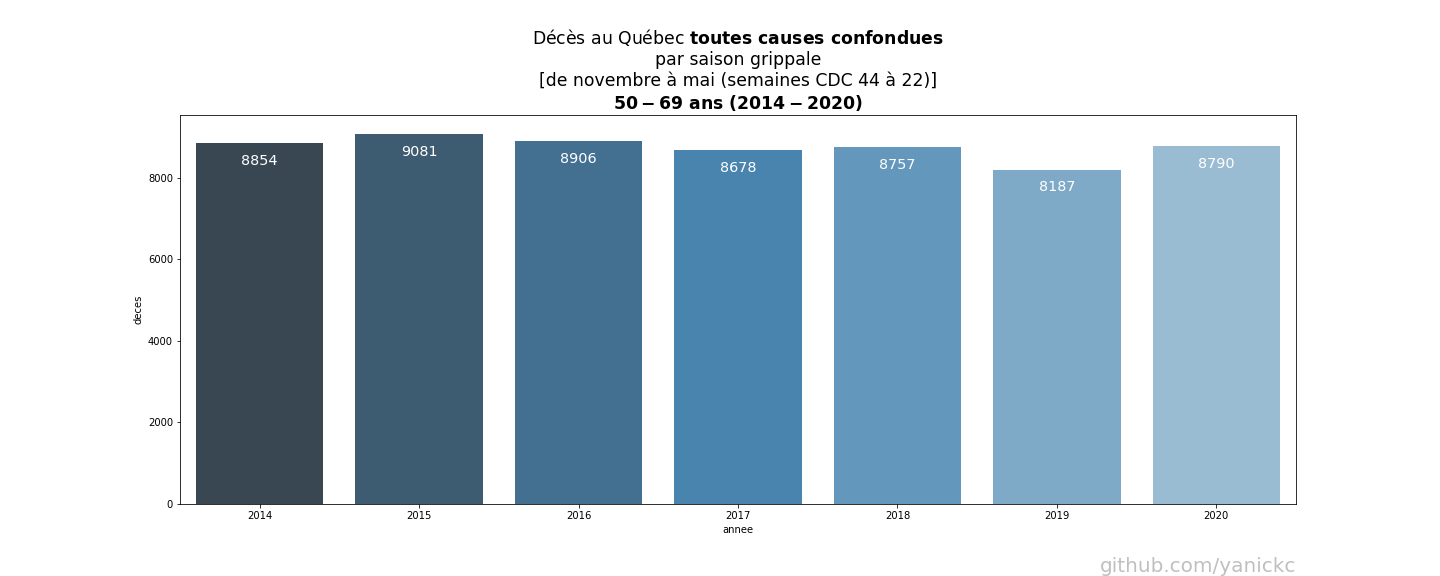 Décès au Québec toutes causes confondues
par saison grippale
[de novembre à mai (semaines CDC 44 à 22)]
50 – 69 ans (2014 – 2020)
8854
9081
8906
8678
8757
8187
8790
8000
6000
4000
2000
0
deces
2014 2015 2016 2017 2018 2019 2020
annee
github.com/yanickc